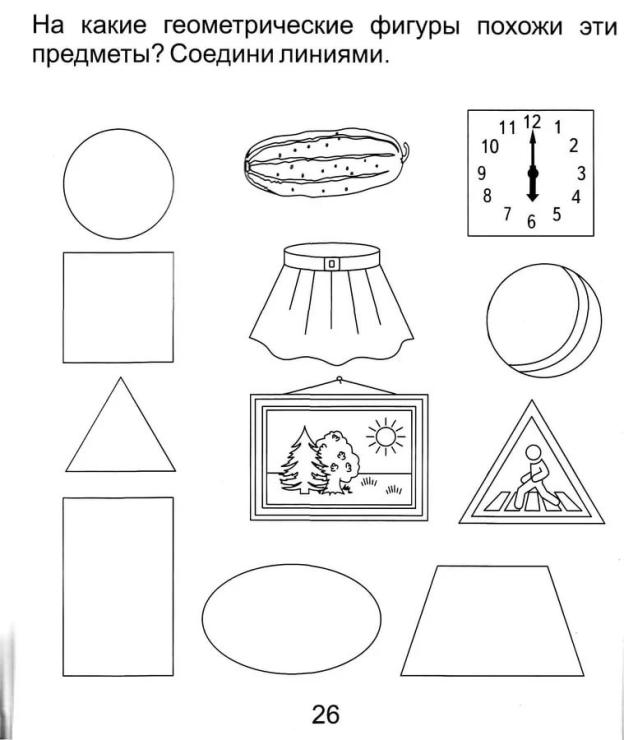 На какие геометрические фигуры похожи эти
предметы? Соедини линиями.
11 12 1
10 2
9 3
8 4
7 6 5
26